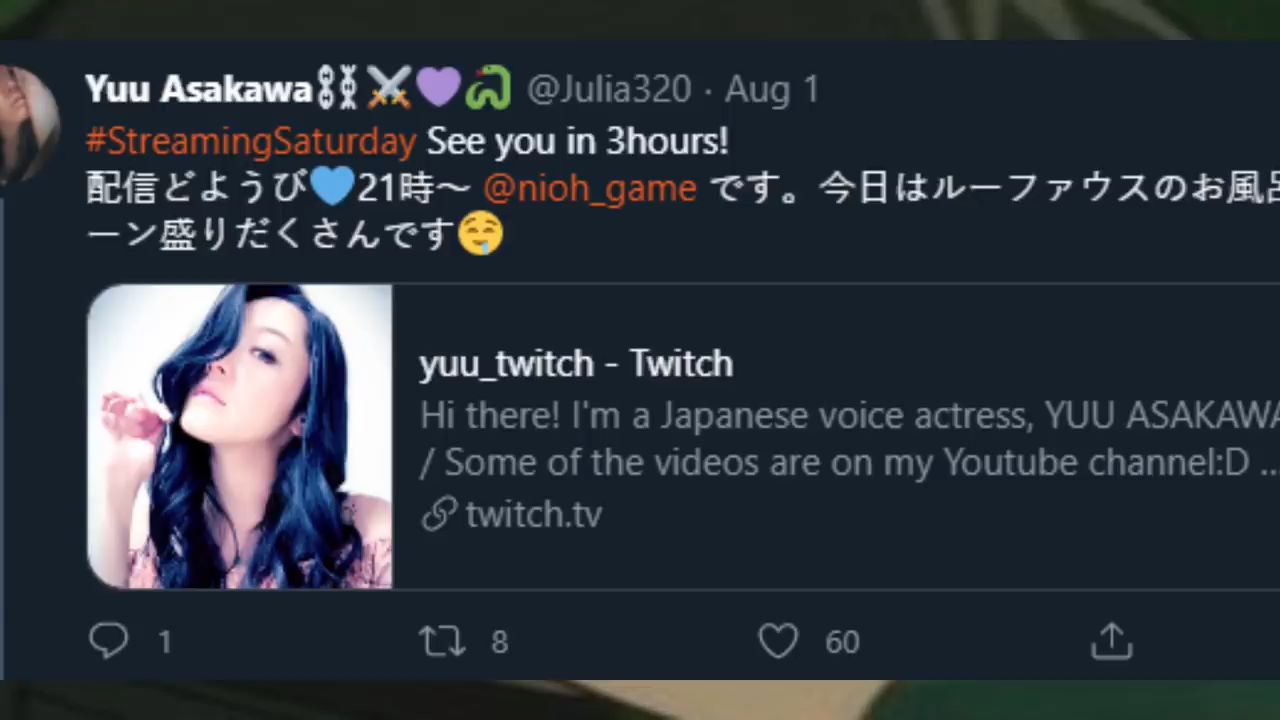 Yuu Asakawa⛓⚔💜🐍 @Julia320 · Aug 1
#StreamingSaturday See you in 3hours!
配信どようび💙21時〜 @nioh_game です。今日はルーファウスのお風呂
ーン盛りだくさんです🤤
yuu_twitch - Twitch
Hi there! I'm a Japanese voice actress, YUU ASAKAWA
/ Some of the videos are on my Youtube channel:D ..
twitch.tv
1 8 60